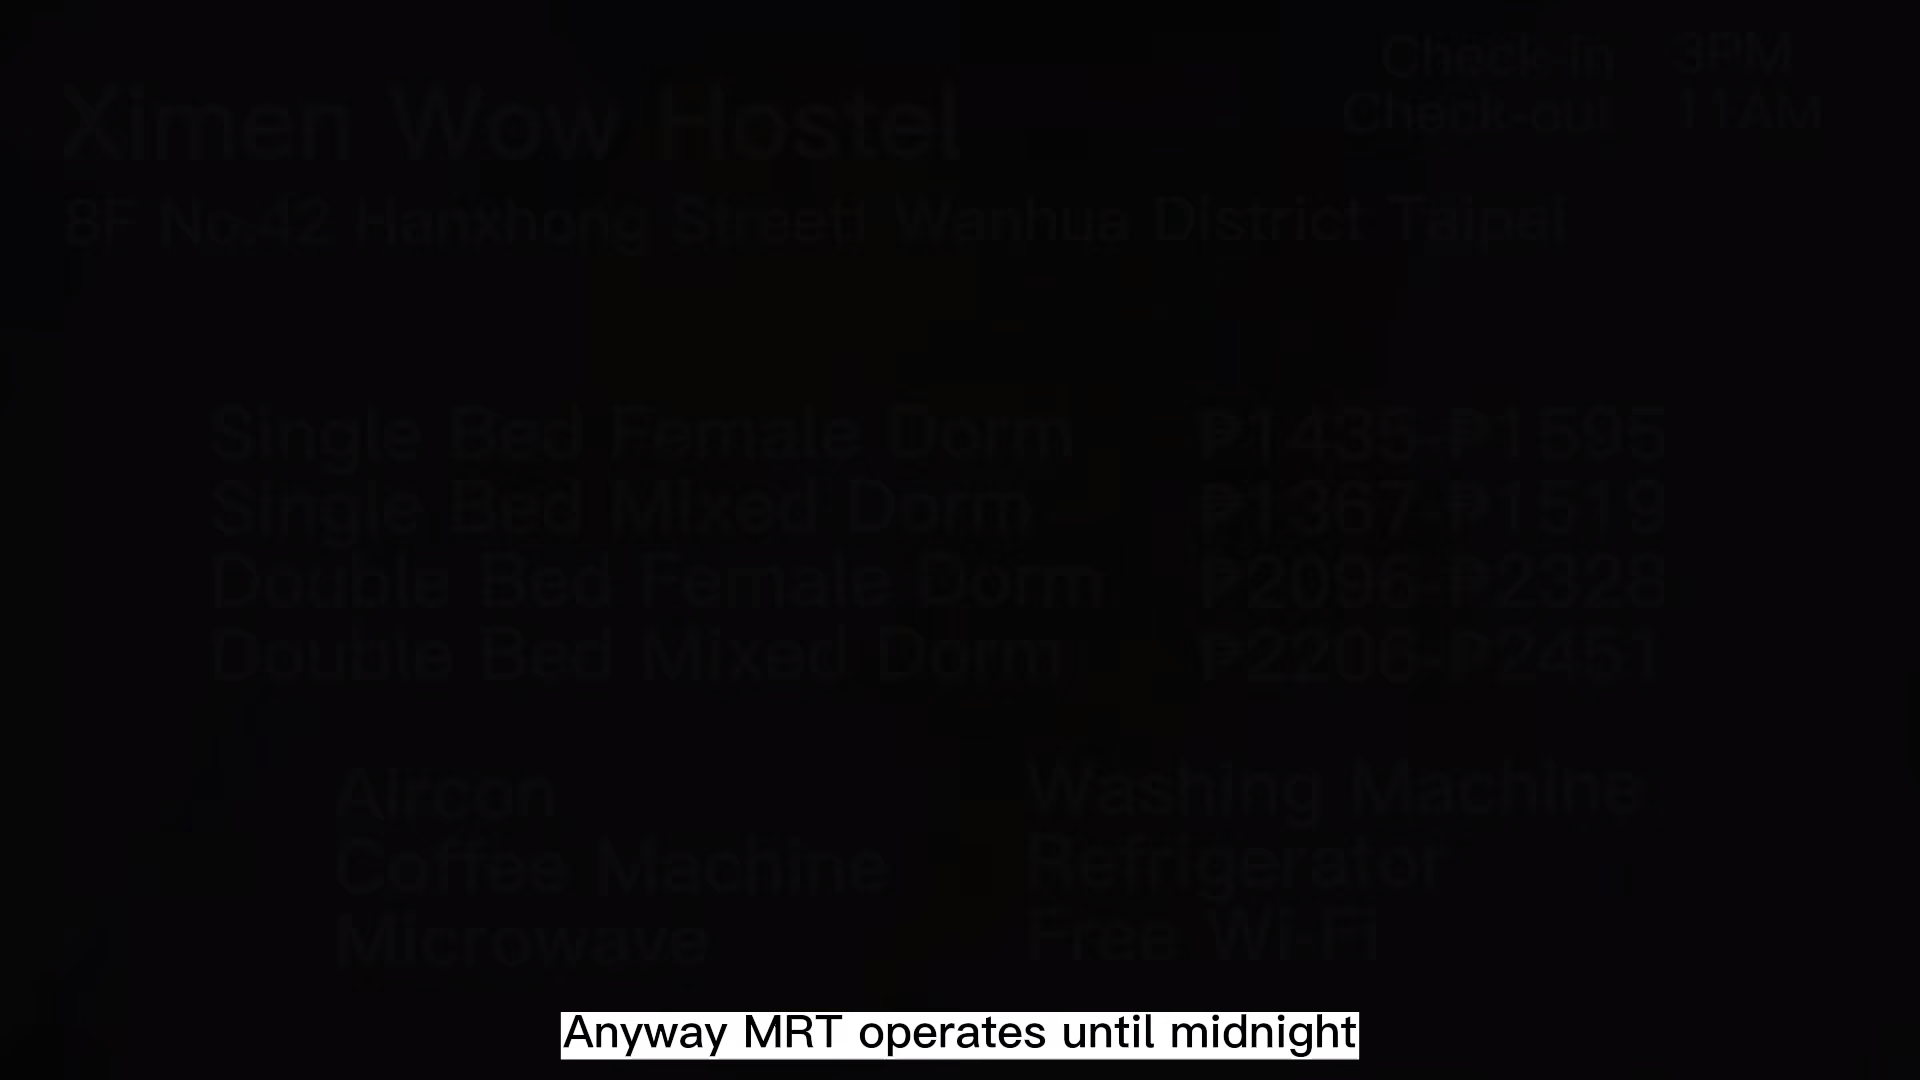 Check-in 3PM
Check-out 11AM
Ximen Wow Hostel
8F No.42 Hanxhong Street, Wanhua District Taipei
Single Bed Female Dorm ₱1435-₱1595
Single Bed Mixed Dorm ₱1367-₱1519
Double Bed Female Dorm ₱2096-₱2328
Double Bed Mixed Dorm ₱2206-₱2451
Aircon
Coffee Machine
Microwave
Washing Machine
Refrigerator
Free Wi-Fi
Anyway MRT operates until midnight